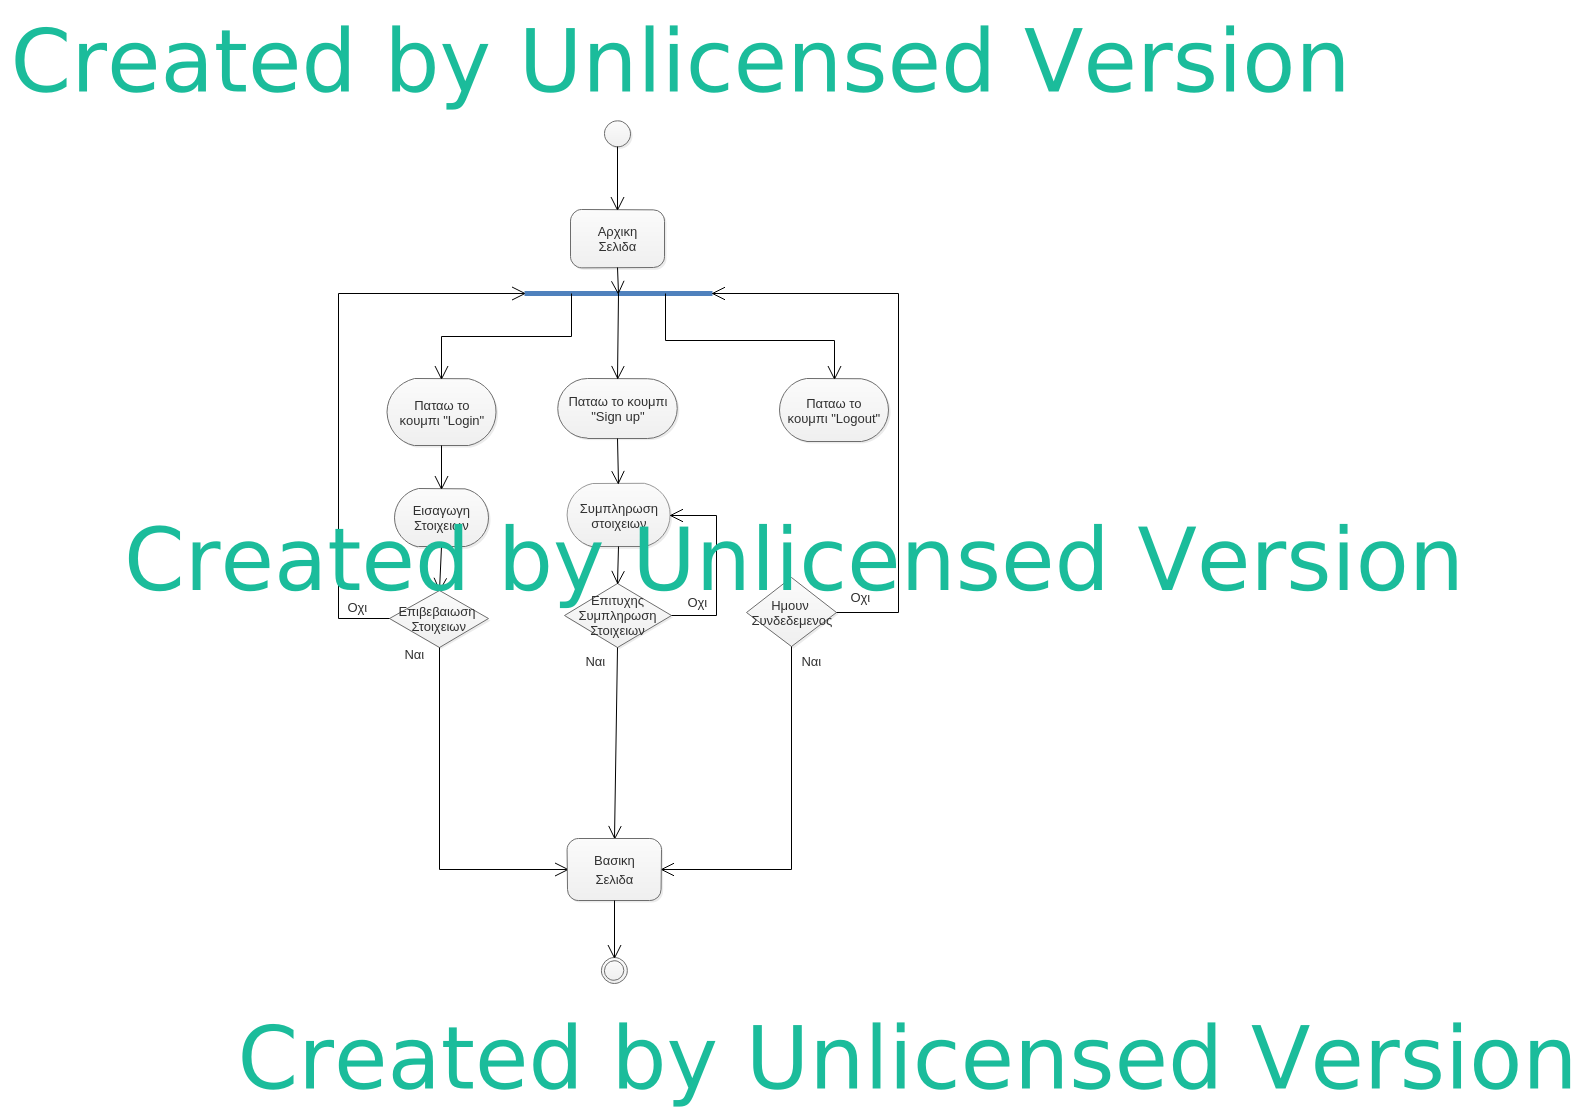 Created by Unlicensed Version
Αρχικη
Σελιδα
Παταω το
κουμπι "Login"
Παταω το κουμπι
"Sign up"
Παταω το
κουμπι "Logout"
Εισαγωγη
Στοιχειων
Συμπληρωση
στοιχειων
Created by Unlicensed Version
Οχι
Επιβεβαιωση
Στοιχειων
Ναι
Επιτυχης
Συμπληρωση
Στοιχειων
Οχι
Ναι
Ημουν
Συνδεδεμενος
Οχι
Ναι
Βασικη
Σελιδα
Created by Unlicensed Version